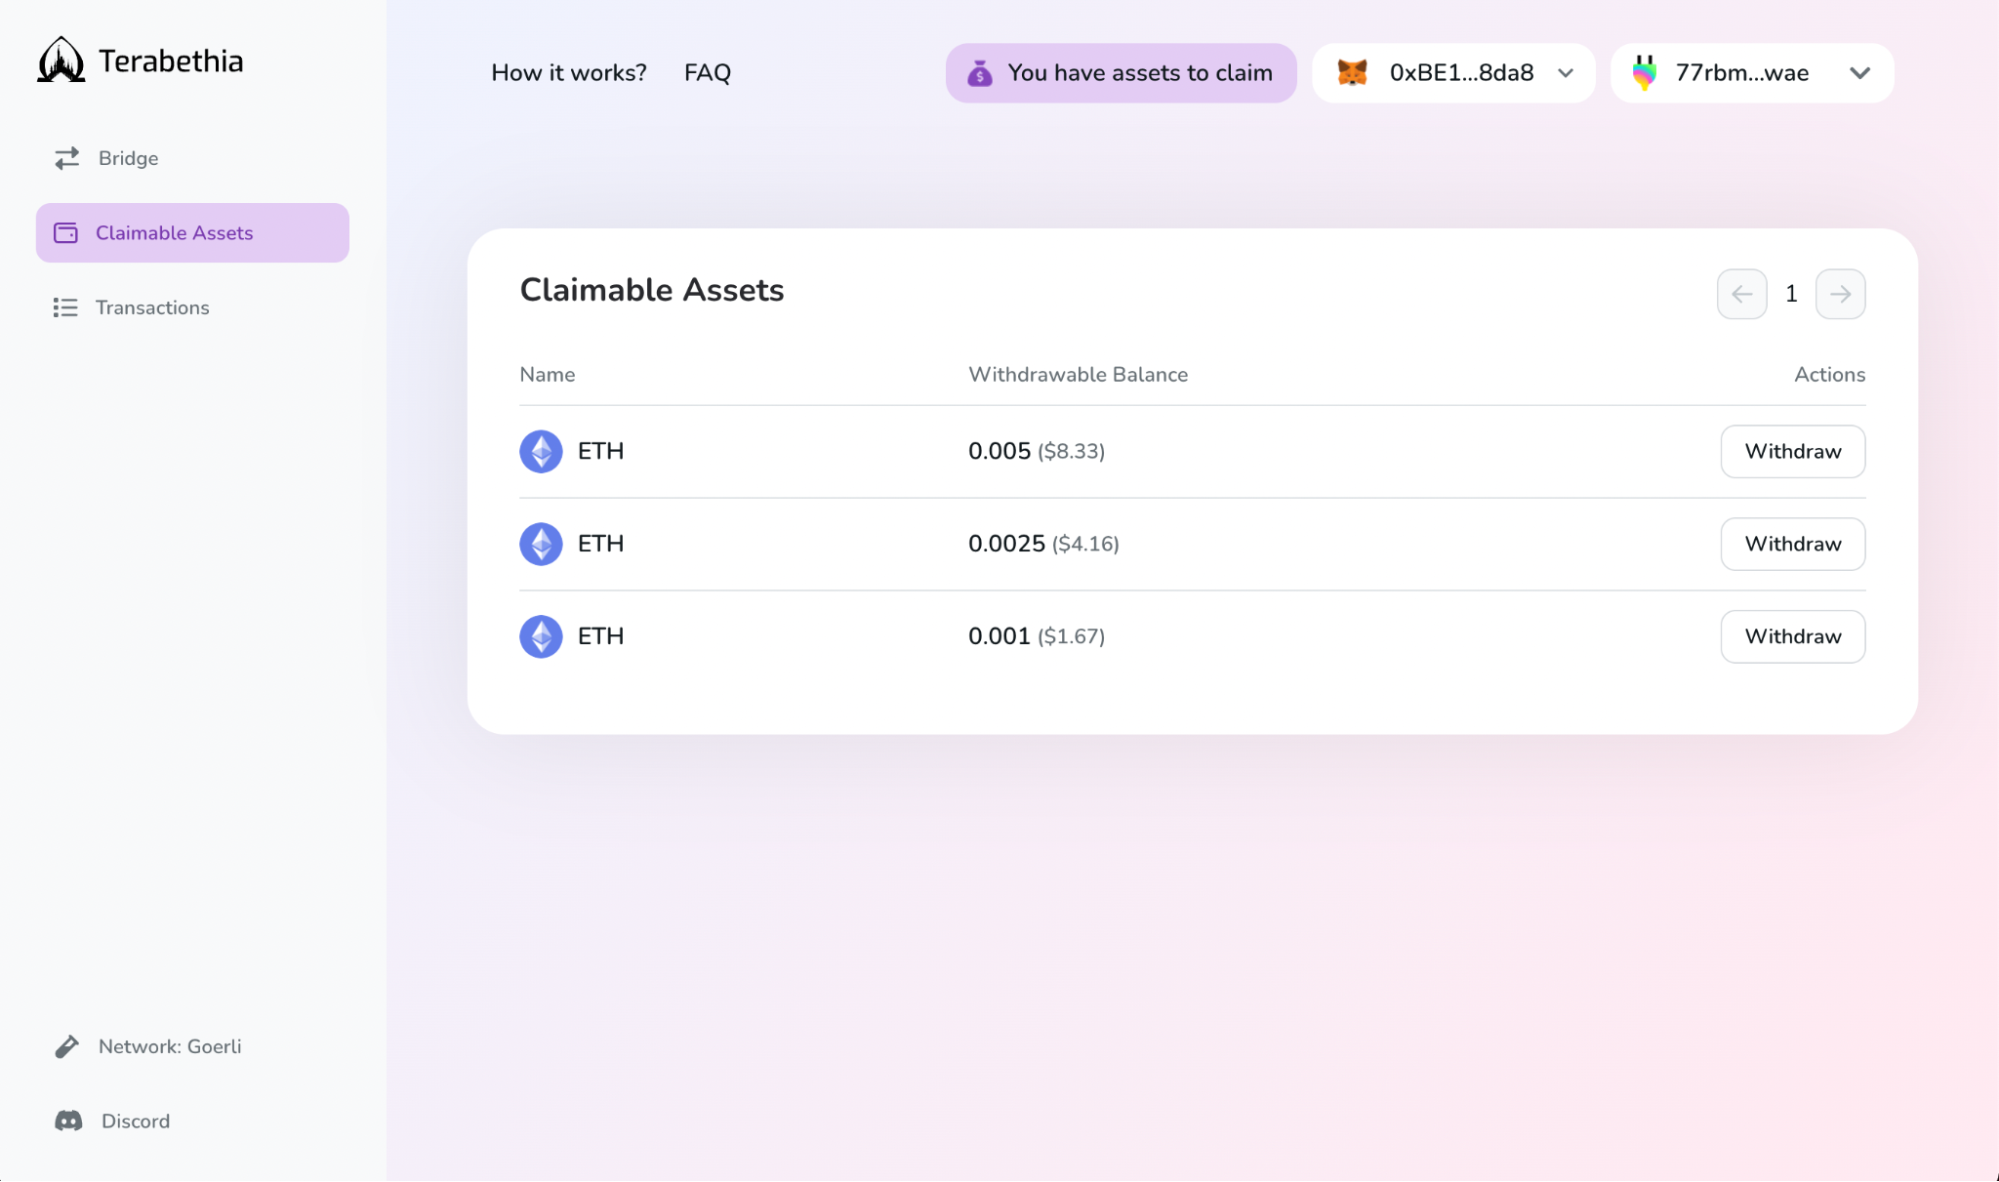 Terabethia
How it works? FAQ
You have assets to claim
0xBE1...8da8
77rbm...wae
Bridge
Claimable Assets
Transactions
Claimable Assets
1
Name Withdrawable Balance Actions
ETH 0.005 ($8.33) Withdraw
ETH 0.0025 ($4.16) Withdraw
ETH 0.001 ($1.67) Withdraw
Network: Goerli
Discord